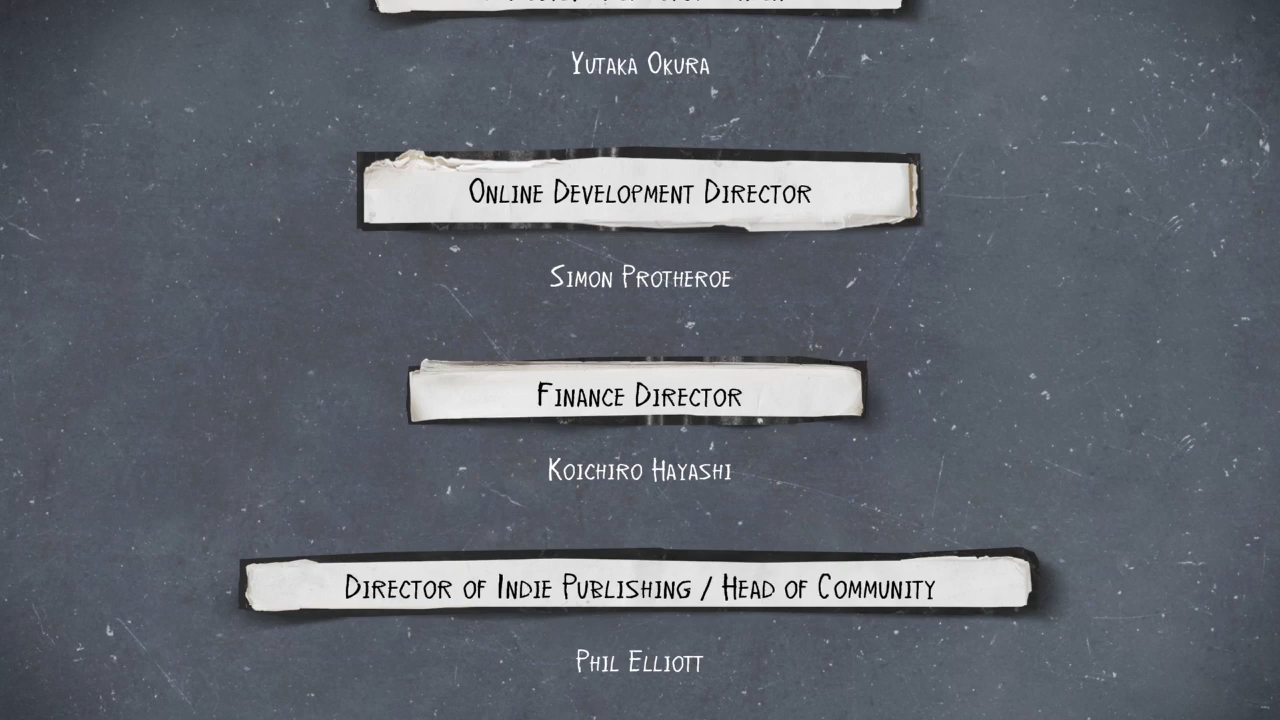 Yutaka Okura
Online Development Director
Simon Protheroe
Finance Director
Koichiro Hayashi
Director of Indie Publishing / Head of Community
Phil Elliott